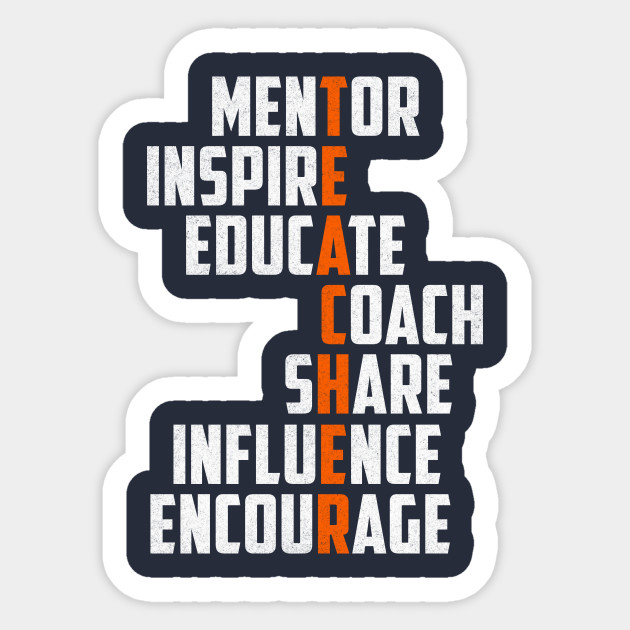 MENTOR
INSPIRE
EDUCATE
COACH
SHARE
INFLUENCE
ENCOURAGE